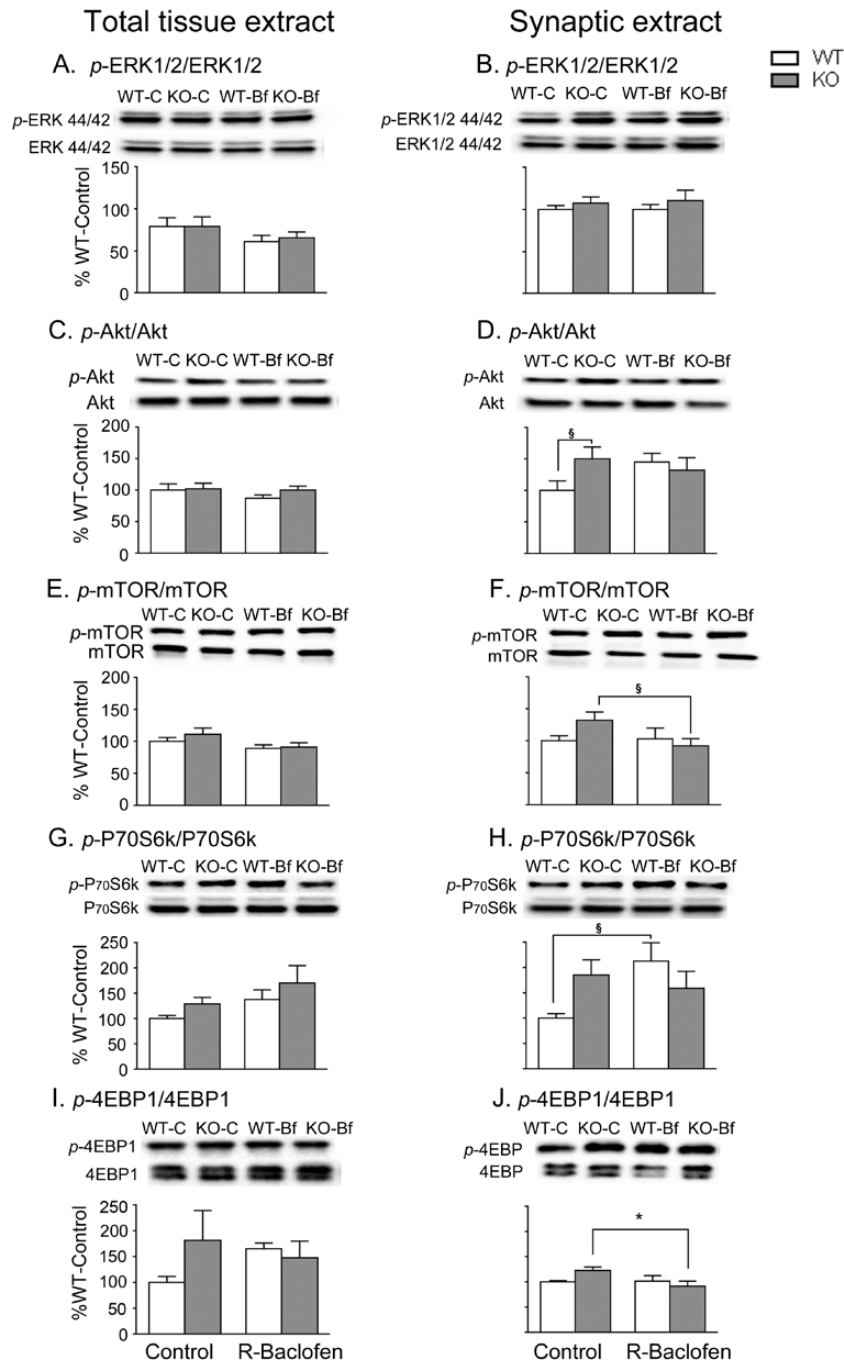 Total tissue extract
Synaptic extract
WT
KO
A. p-ERK1/2/ERK1/2
WT-C KO-C WT-Bf KO-Bf
p-ERK 44/42
ERK 44/42
% WT-Control
150
100
50
0
B. p-ERK1/2/ERK1/2
WT-C KO-C WT-Bf KO-Bf
p-ERK1/2 44/42
ERK1/2 44/42
C. p-Akt/Akt
WT-C KO-C WT-Bf KO-Bf
p-Akt
Akt
% WT-Control
200
150
100
50
0
D. p-Akt/Akt
WT-C KO-C WT-Bf KO-Bf
p-Akt
Akt
§
E. p-mTOR/mTOR
WT-C KO-C WT-Bf KO-Bf
p-mTOR
mTOR
% WT-Control
200
150
100
50
0
F. p-mTOR/mTOR
WT-C KO-C WT-Bf KO-Bf
p-mTOR
mTOR
§
G. p-P70S6k/P70S6k
WT-C KO-C WT-Bf KO-Bf
p-P70S6k
P70S6k
% WT-Control
250
200
150
100
50
0
H. p-P70S6k/P70S6k
WT-C KO-C WT-Bf KO-Bf
p-P70S6k
P70S6k
§
I. p-4EBP1/4EBP1
WT-C KO-C WT-Bf KO-Bf
p-4EBP1
4EBP1
%WT-Control
250
200
150
100
50
0
Control R-Baclofen
J. p-4EBP1/4EBP1
WT-C KO-C WT-Bf KO-Bf
p-4EBP
4EBP
*
Control R-Baclofen